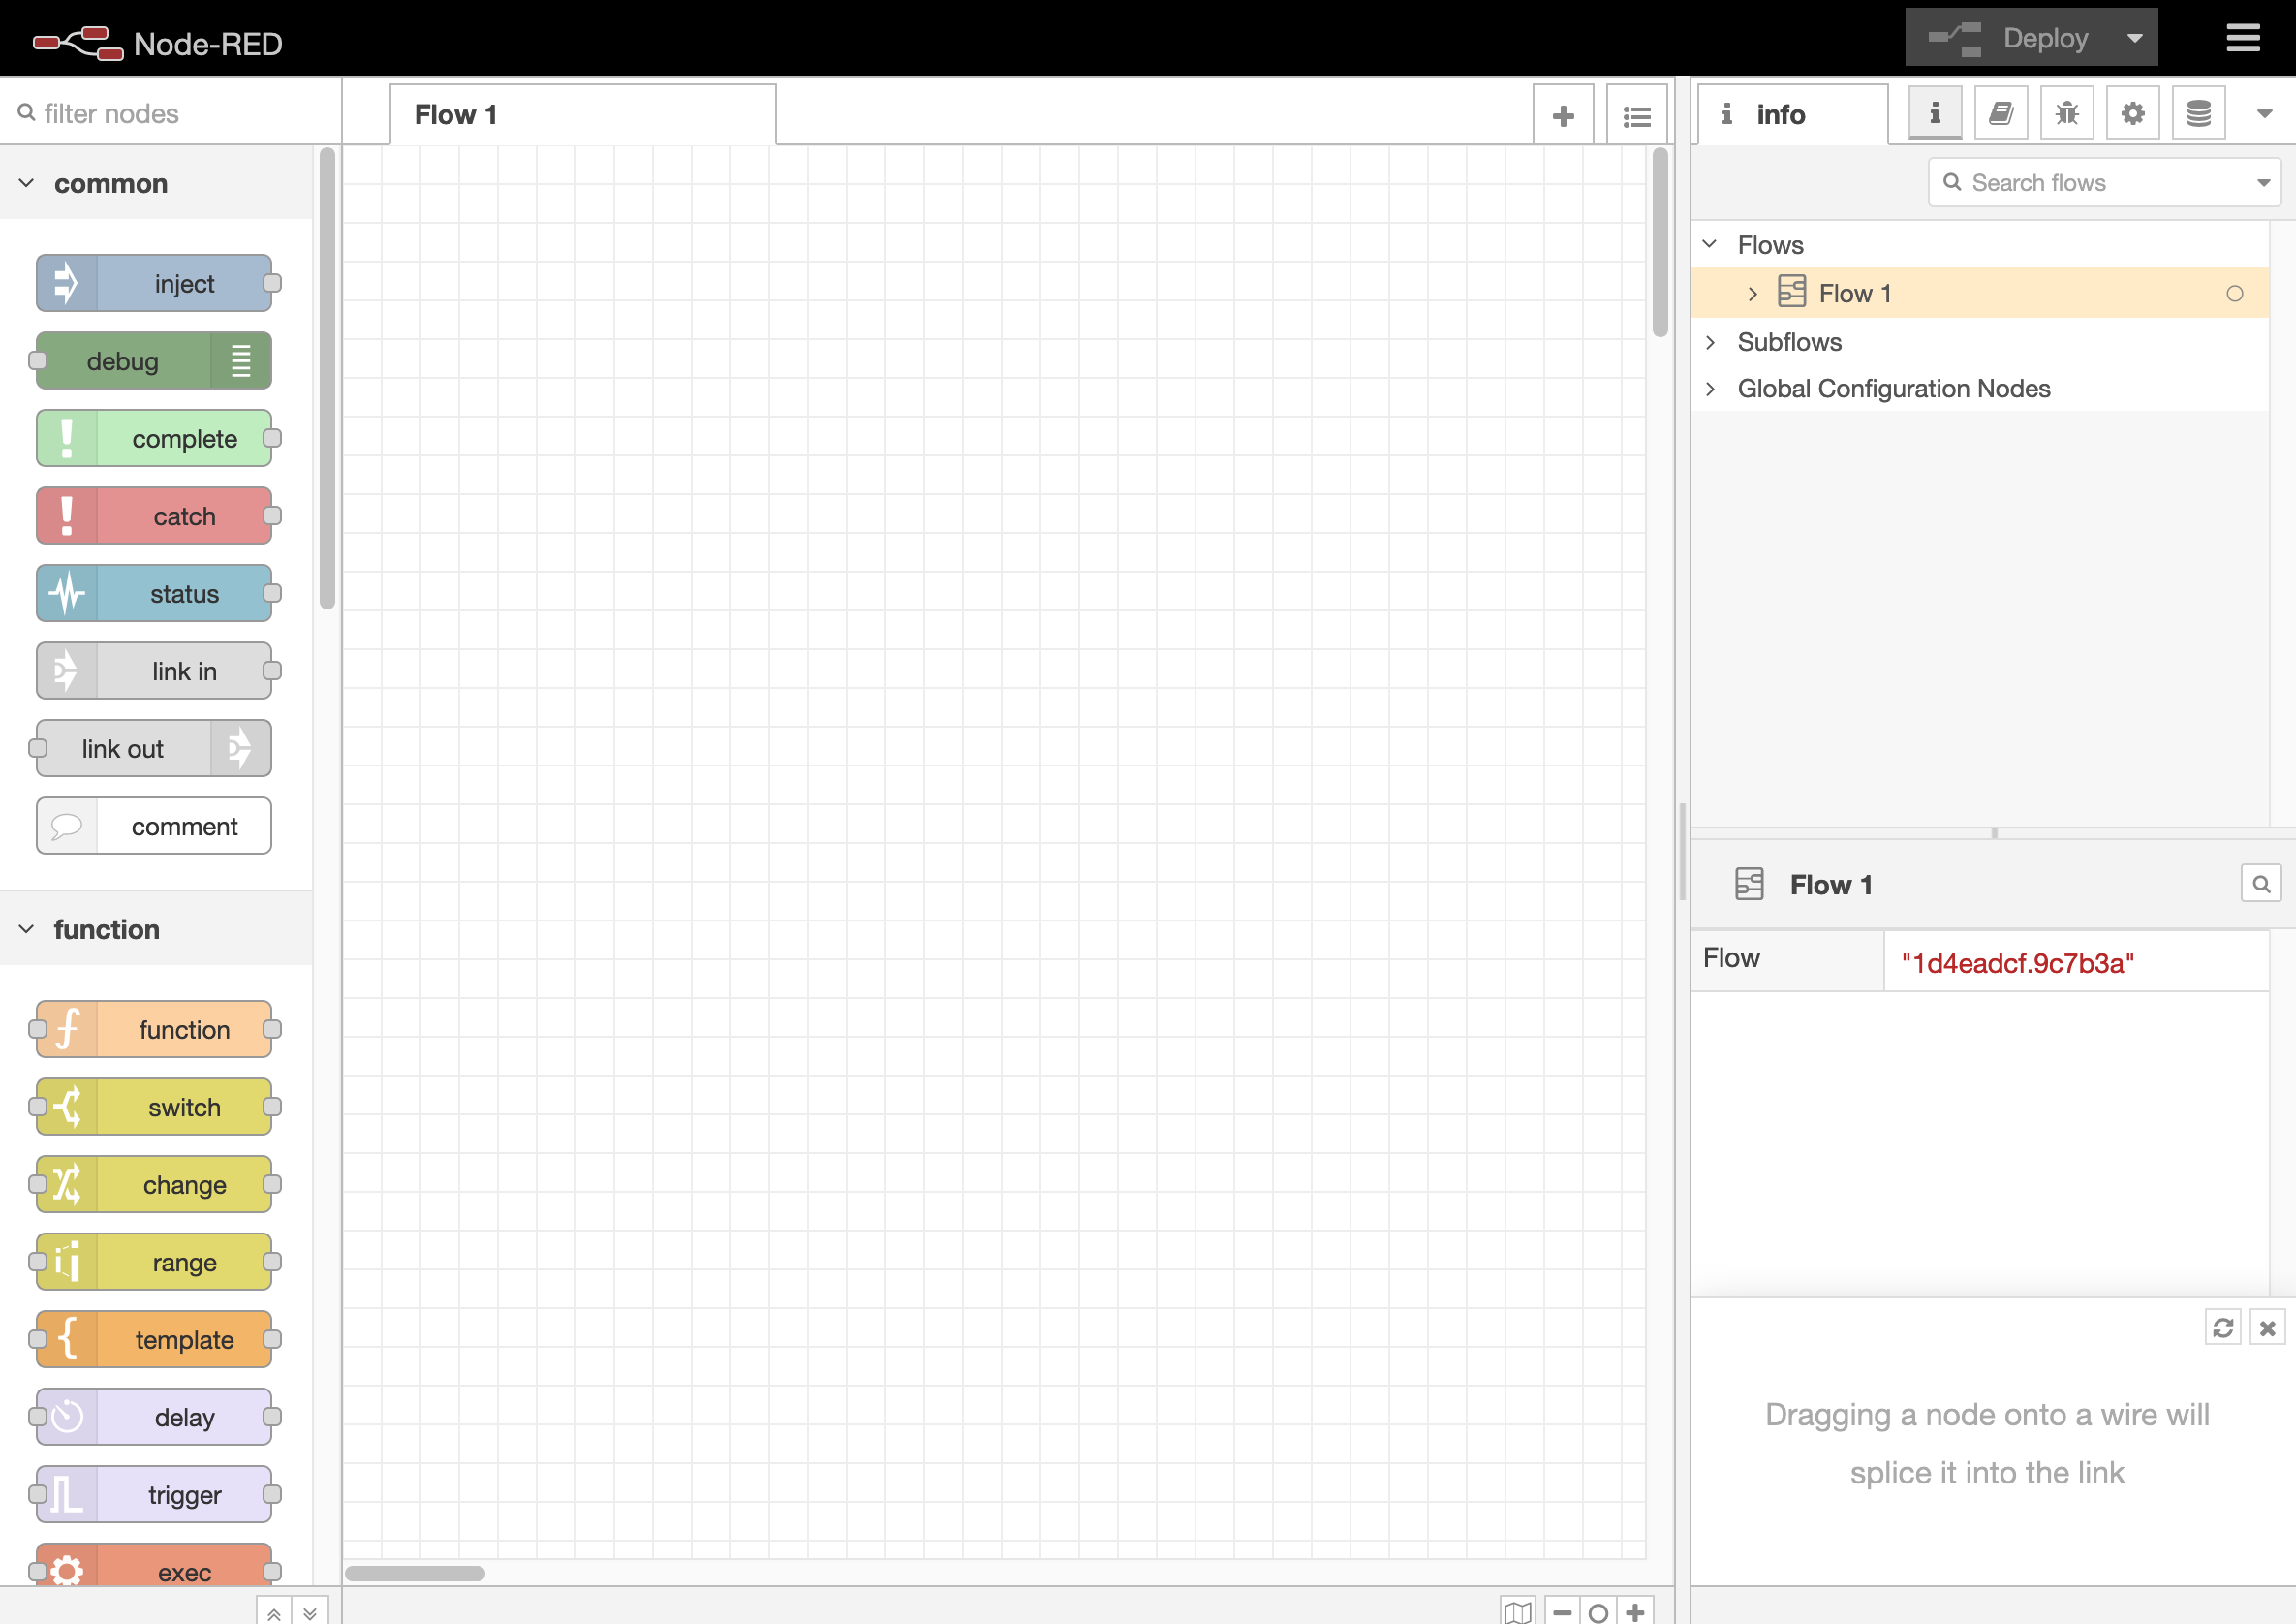 Node-RED
Deploy
filter nodes
Flow 1
info
Search flows
common
inject
debug
complete
catch
status
link in
link out
comment
function
function
switch
change
range
template
delay
trigger
exec
Flows
Flow 1
Subflows
Global Configuration Nodes
Flow 1
Flow
"1d4eadcf.9c7b3a"
Dragging a node onto a wire will
splice it into the link